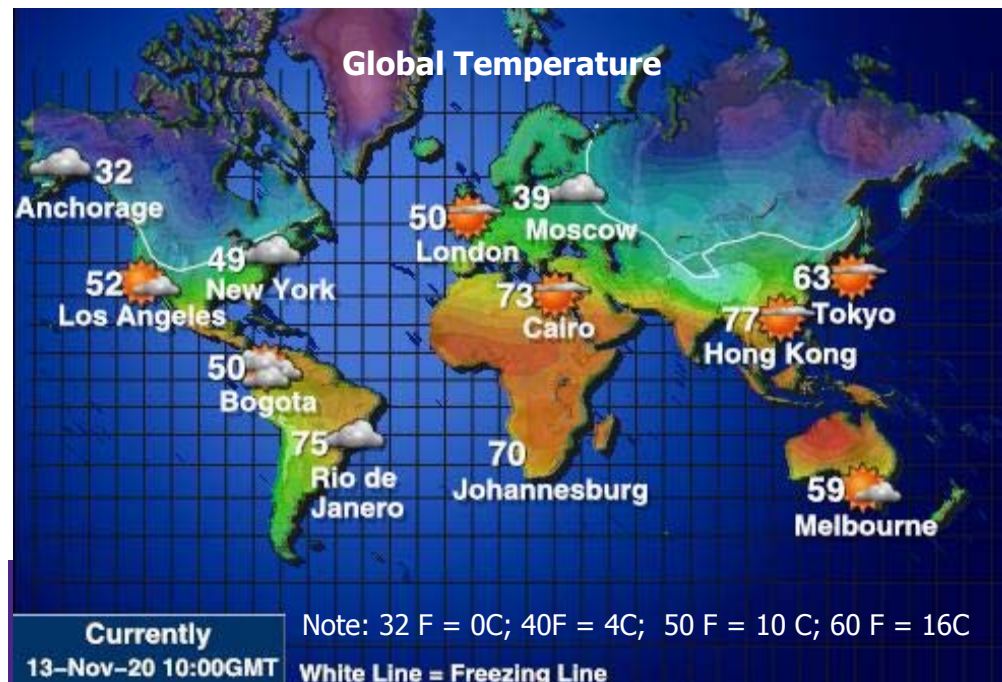 Global Temperature
32
Anchorage
50
London
39
Moscow
49
New York
52
Los Angeles
73
Cairo
63
Tokyo
77
Hong Kong
50
Bogota
75
Rio de
Janero
70
Johannesburg
59
Melbourne
Note: 32 F = 0C; 40F = 4C;  50 F = 10 C; 60 F = 16C
Currently
13-Nov-20 10:00GMT
White Line = Freezing Line